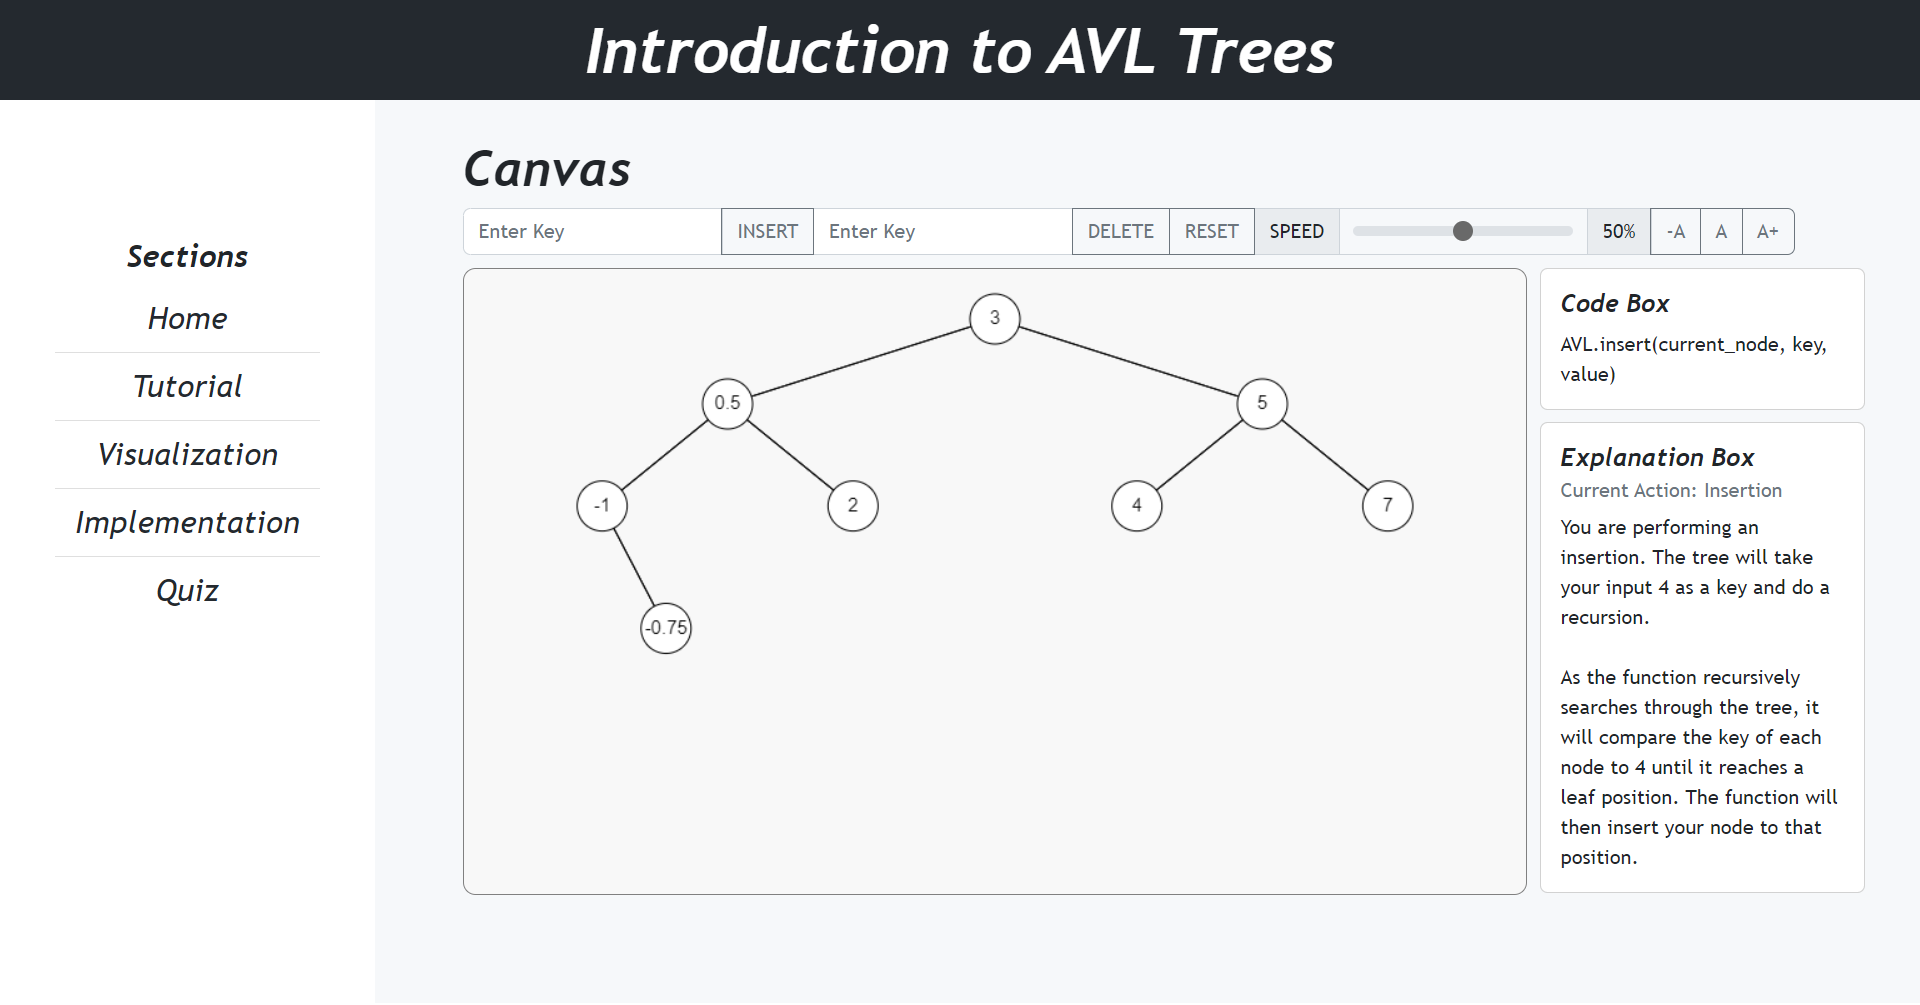 Introduction to AVL Trees
Sections
Home
Tutorial
Visualization
Implementation
Quiz
Canvas
Enter Key INSERT Enter Key DELETE RESET SPEED 50% -A A A+
3
0.5 5
-1 2 4 7
-0.75
Code Box
AVL.insert(current_node, key,
value)
Explanation Box
Current Action: Insertion
You are performing an
insertion. The tree will take
your input 4 as a key and do a
recursion.
As the function recursively
searches through the tree, it
will compare the key of each
node to 4 until it reaches a
leaf position. The function will
then insert your node to that
position.